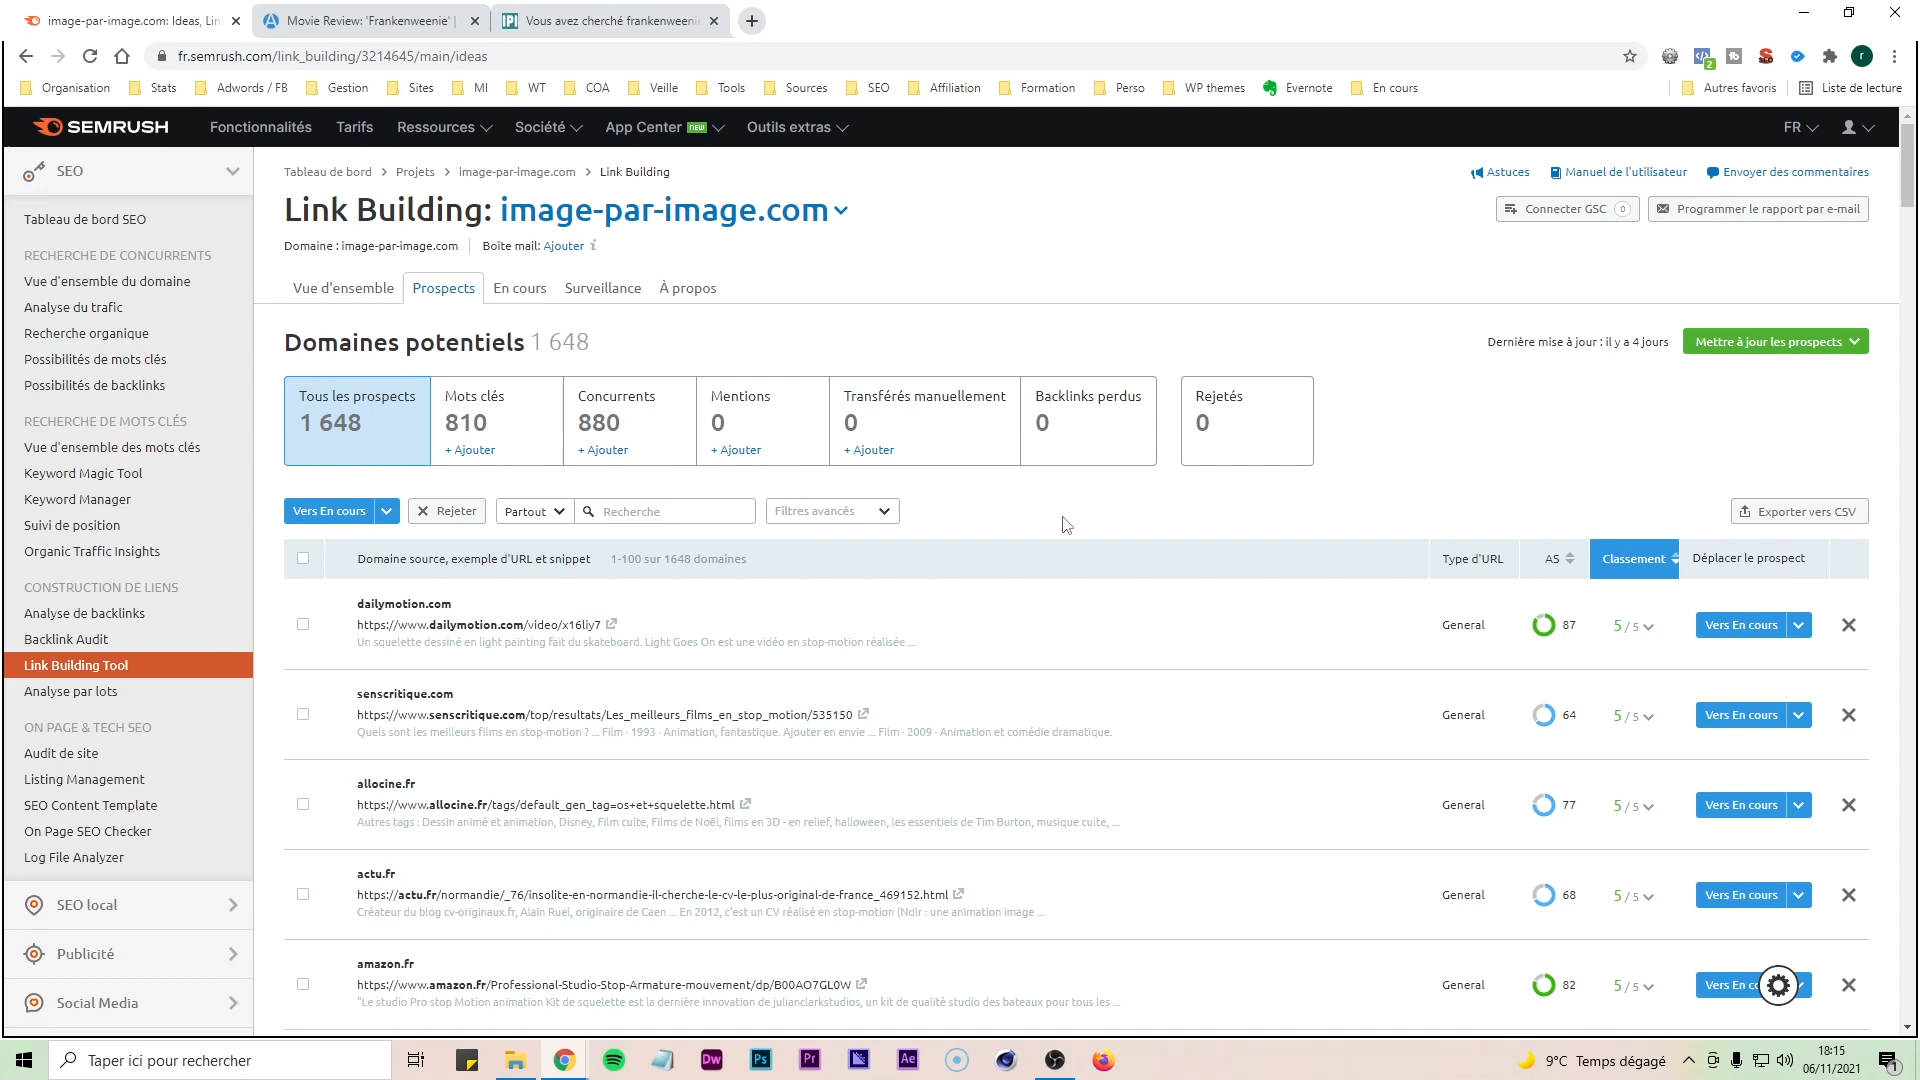 image-par-image.com: Ideas, Lin
Movie Review: 'Frankenweenie' |
Vous avez cherché frankenweenie
fr.semrush.com/link_building/3214645/main/ideas
Organisation
Stats
Adwords / FB
Gestion
Sites
MI
WT
COA
Veille
Tools
Sources
SEO
Affiliation
Formation
Perso
WP themes
Evernote
En cours
Autres favoris
Liste de lecture
SEMRUSH
Fonctionnalités
Tarifs
Ressources
Société
App Center NEW
Outils extras
FR
SEO
Tableau de bord SEO
RECHERCHE DE CONCURRENTS
Vue d'ensemble du domaine
Analyse du trafic
Recherche organique
Possibilités de mots clés
Possibilités de backlinks
RECHERCHE DE MOTS CLÉS
Vue d'ensemble des mots clés
Keyword Magic Tool
Keyword Manager
Suivi de position
Organic Traffic Insights
CONSTRUCTION DE LIENS
Analyse de backlinks
Backlink Audit
Link Building Tool
Analyse par lots
ON PAGE & TECH SEO
Audit de site
Listing Management
SEO Content Template
On Page SEO Checker
Log File Analyzer
SEO local
Publicité
Social Media
Tableau de bord > Projets > image-par-image.com > Link Building
Astuces
Manuel de l'utilisateur
Envoyer des commentaires
Link Building: image-par-image.com
Connecter GSC 0
Programmer le rapport par e-mail
Domaine : image-par-image.com
Boîte mail: Ajouter i
Vue d'ensemble
Prospects
En cours
Surveillance
À propos
Domaines potentiels 1 648
Dernière mise à jour : il y a 4 jours
Mettre à jour les prospects
Tous les prospects
1 648
Mots clés
810
+ Ajouter
Concurrents
880
+ Ajouter
Mentions
0
+ Ajouter
Transférés manuellement
0
+ Ajouter
Backlinks perdus
0
Rejetés
0
Vers En cours
Rejeter
Partout
Recherche
Filtres avancés
Exporter vers CSV
Domaine source, exemple d'URL et snippet
1-100 sur 1648 domaines
Type d'URL
AS
Classement
Déplacer le prospect
dailymotion.com
https://www.dailymotion.com/video/x16liy7
Un squelette dessiné en light painting fait du skateboard. Light Goes On est une vidéo en stop-motion réalisée ...
General
87
5 / 5
Vers En cours
senscritique.com
https://www.senscritique.com/top/resultats/Les_meilleurs_films_en_stop_motion/535150
Quels sont les meilleurs films en stop-motion ? ... Film · 1993 · Animation, fantastique. Ajouter en envie ... Film · 2009 · Animation et comédie dramatique.
General
64
5 / 5
Vers En cours
allocine.fr
https://www.allocine.fr/tags/default_gen_tag=os+et+squelette.html
Autres tags : Dessin animé et animation, Disney, Film culte, Films de Noël, films en 3D - en relief, halloween, les essentiels de Tim Burton, musique culte, ...
General
77
5 / 5
Vers En cours
actu.fr
https://actu.fr/normandie/_76/insolite-en-normandie-il-cherche-le-cv-le-plus-original-de-france_469152.html
Créateur du blog cv-originaux.fr, Alain Ruel, originaire de Caen ... En 2012, c'est un CV réalisé en stop-motion (Ndlr : une animation image ...
General
68
5 / 5
Vers En cours
amazon.fr
https://www.amazon.fr/Professional-Studio-Stop-Armature-mouvement/dp/B00AO7GL0W
"Le studio Pro stop Motion animation Kit de squelette est la dernière innovation de julianclarkstudios, un kit de qualité studio des bateaux pour tous les ...
General
82
5 / 5
Vers En co
Taper ici pour rechercher
Dw
Ps
Pr
Ae
9°C Temps dégagé
18:15
06/11/2021
1